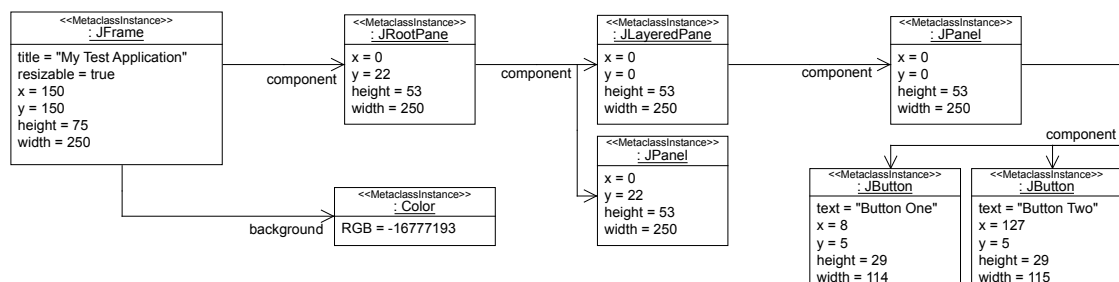 <<MetaclassInstance>>
: JFrame
title = "My Test Application"
resizable = true
x = 150
y = 150
height = 75
width = 250
component
<<MetaclassInstance>>
: JRootPane
x = 0
y = 22
height = 53
width = 250
component
<<MetaclassInstance>>
: JLayeredPane
x = 0
y = 0
height = 53
width = 250
component
<<MetaclassInstance>>
: JPanel
x = 0
y = 0
height = 53
width = 250
component
<<MetaclassInstance>>
: JPanel
x = 0
y = 22
height = 53
width = 250
background
<<MetaclassInstance>>
: Color
RGB = -16777193
<<MetaclassInstance>>
: JButton
text = "Button One"
x = 8
y = 5
height = 29
width = 114
<<MetaclassInstance>>
: JButton
text = "Button Two"
x = 127
y = 5
height = 29
width = 115